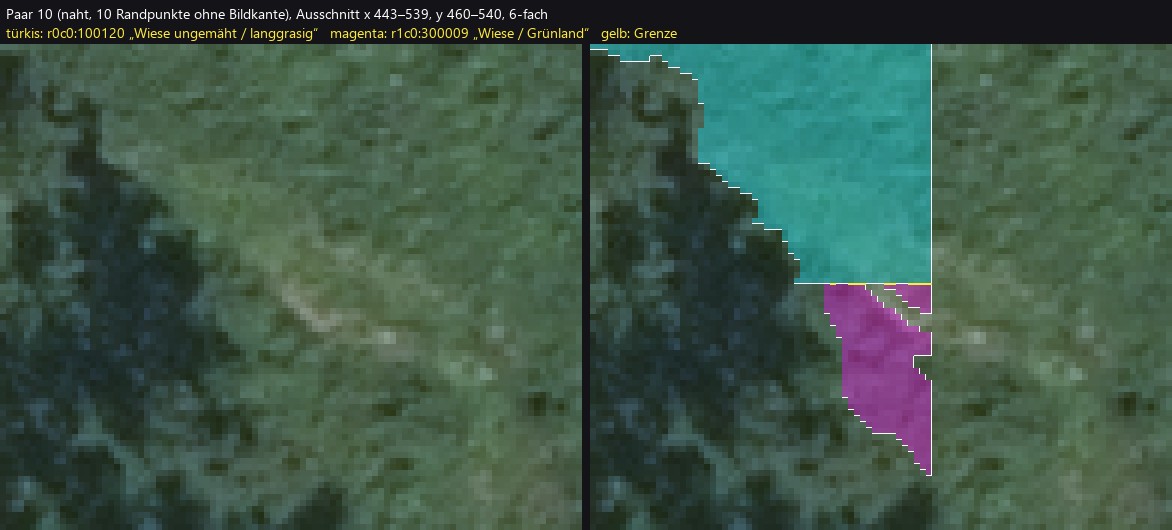 Paar 10 (naht, 10 Randpunkte ohne Bildkante), Ausschnitt x 443–539, y 460–540, 6-fach
türkis: r0c0:100120 „Wiese ungemäht / langgrasig“ magenta: r1c0:300009 „Wiese / Grünland“ gelb: Grenze